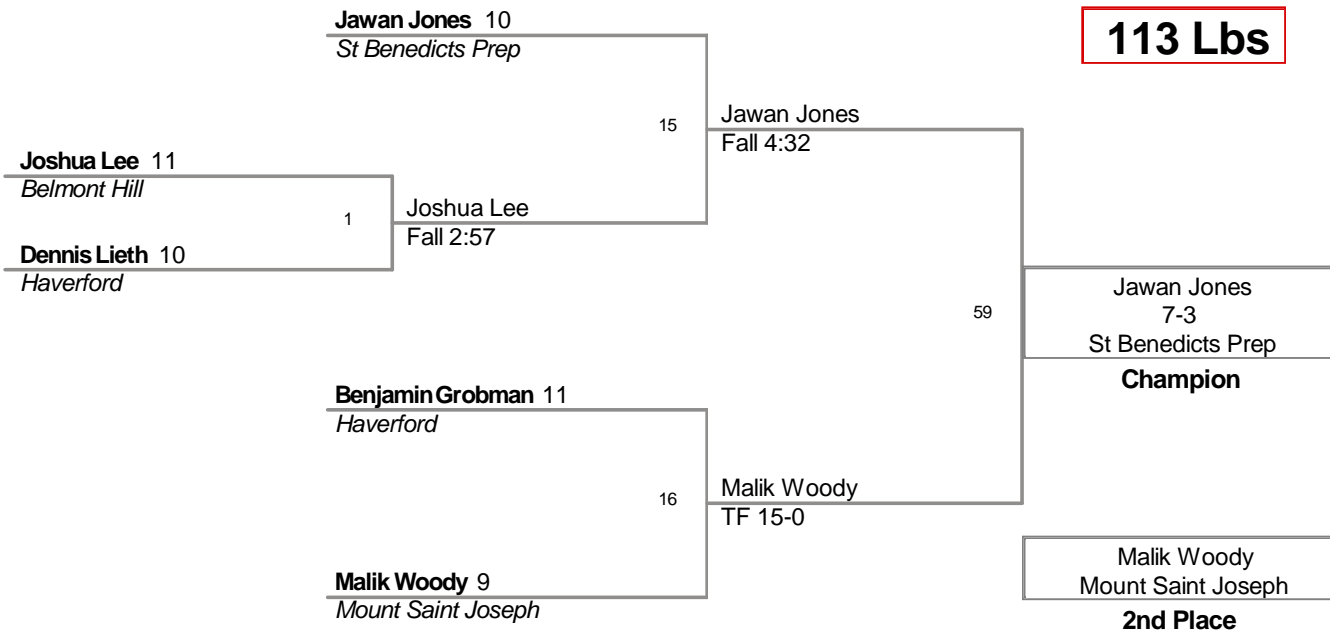 Jawan Jones 10
St Benedicts Prep
113 Lbs
15
Jawan Jones
Fall 4:32
Joshua Lee 11
Belmont Hill
1
Joshua Lee
Fall 2:57
Dennis Lieth 10
Haverford
59
Jawan Jones
7-3
St Benedicts Prep
Champion
Benjamin Grobman 11
Haverford
16
Malik Woody
TF 15-0
Malik Woody 9
Mount Saint Joseph
Malik Woody
Mount Saint Joseph
2nd Place